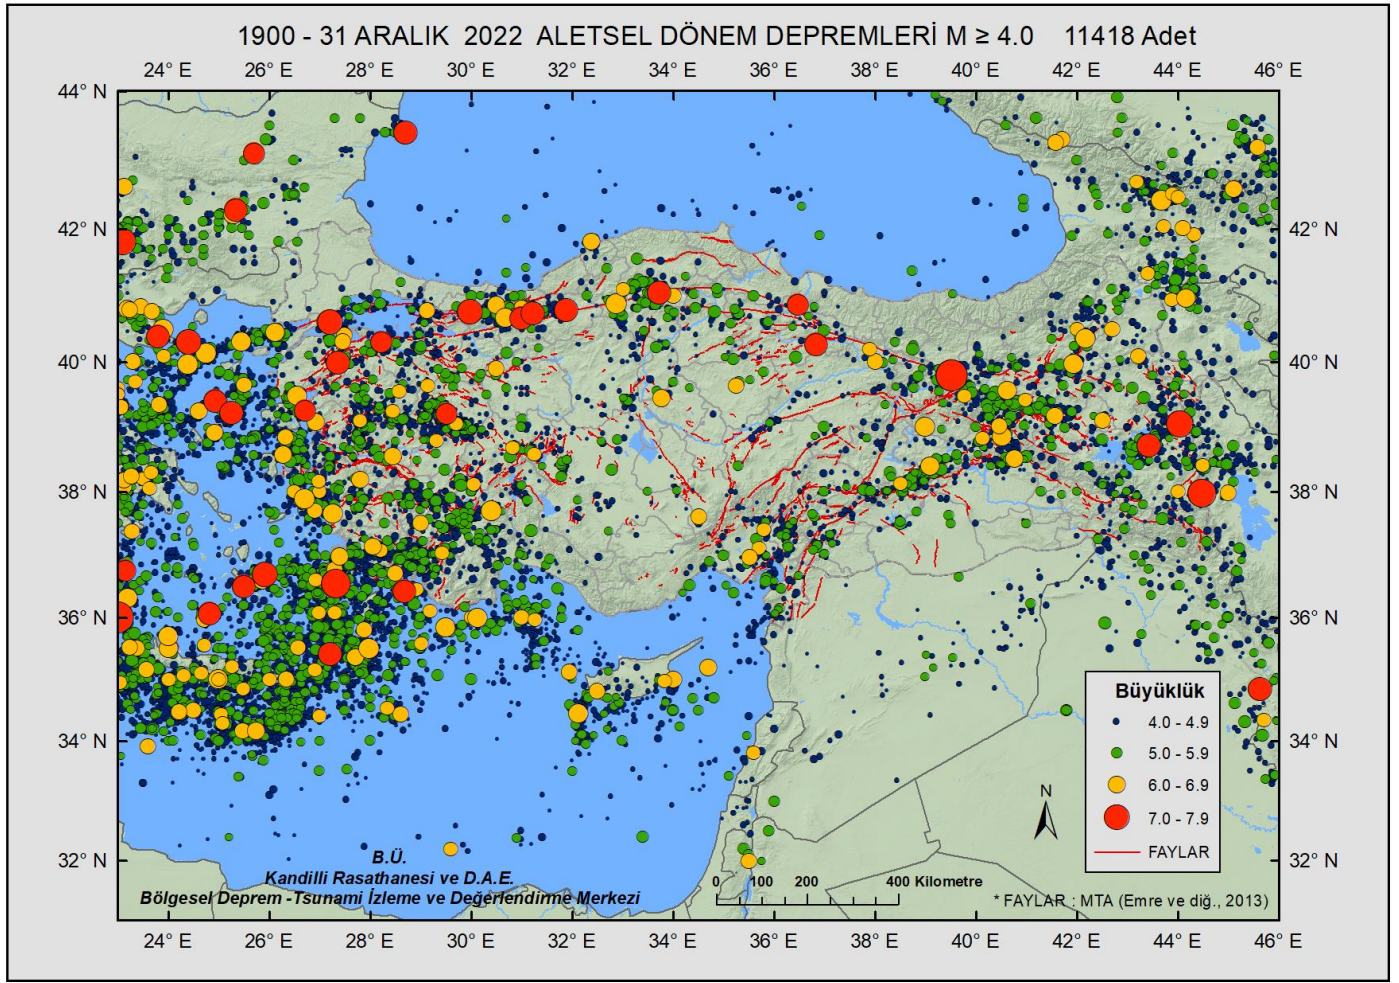 1900 - 31 ARALIK 2022 ALETSEL DÖNEM DEPREMLERİ M ≥ 4.0 11418 Adet
24° E 26° E 28° E 30° E 32° E 34° E 36° E 38° E 40° E 42° E 44° E 46° E
44° N
42° N 42° N
40° N 40° N
38° N 38° N
36° N 36° N
Büyüklük
4.0 - 4.9
34° N 34° N
5.0 - 5.9
6.0 - 6.9
N
7.0 - 7.9
FAYLAR
32° N 32° N
B.Ü.
Kandilli Rasathanesi ve D.A.E.
Bölgesel Deprem -Tsunami İzleme ve Değerlendirme Merkezi
0 100 200 400 Kilometre
* FAYLAR : MTA (Emre ve diğ., 2013)
24° E 26° E 28° E 30° E 32° E 34° E 36° E 38° E 40° E 42° E 44° E 46° E